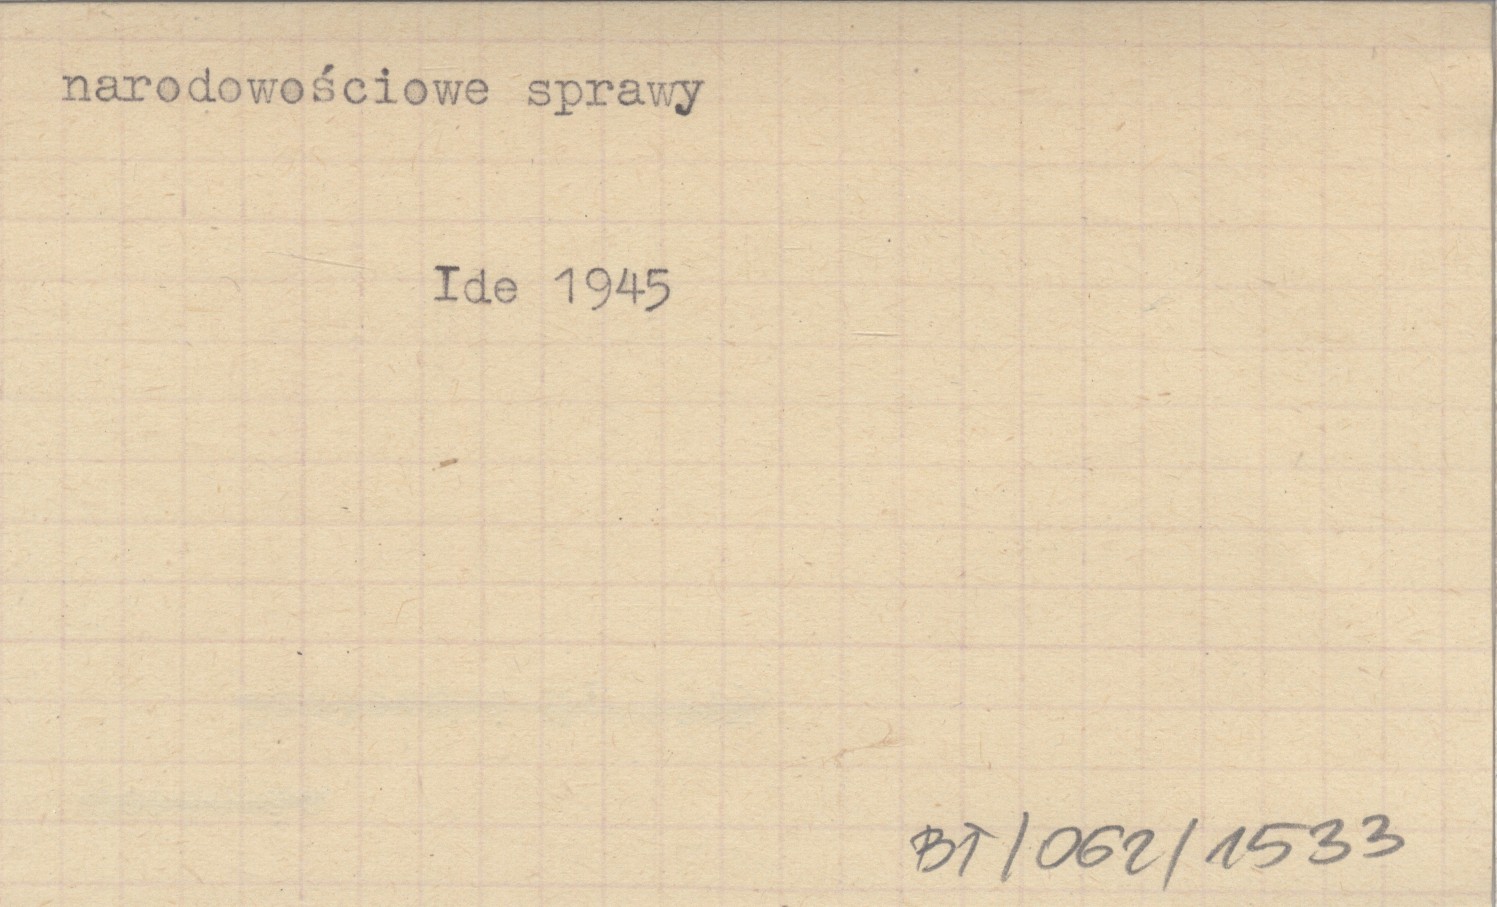 narodowościowe sprawy
Ide 1945
BT/062/1533